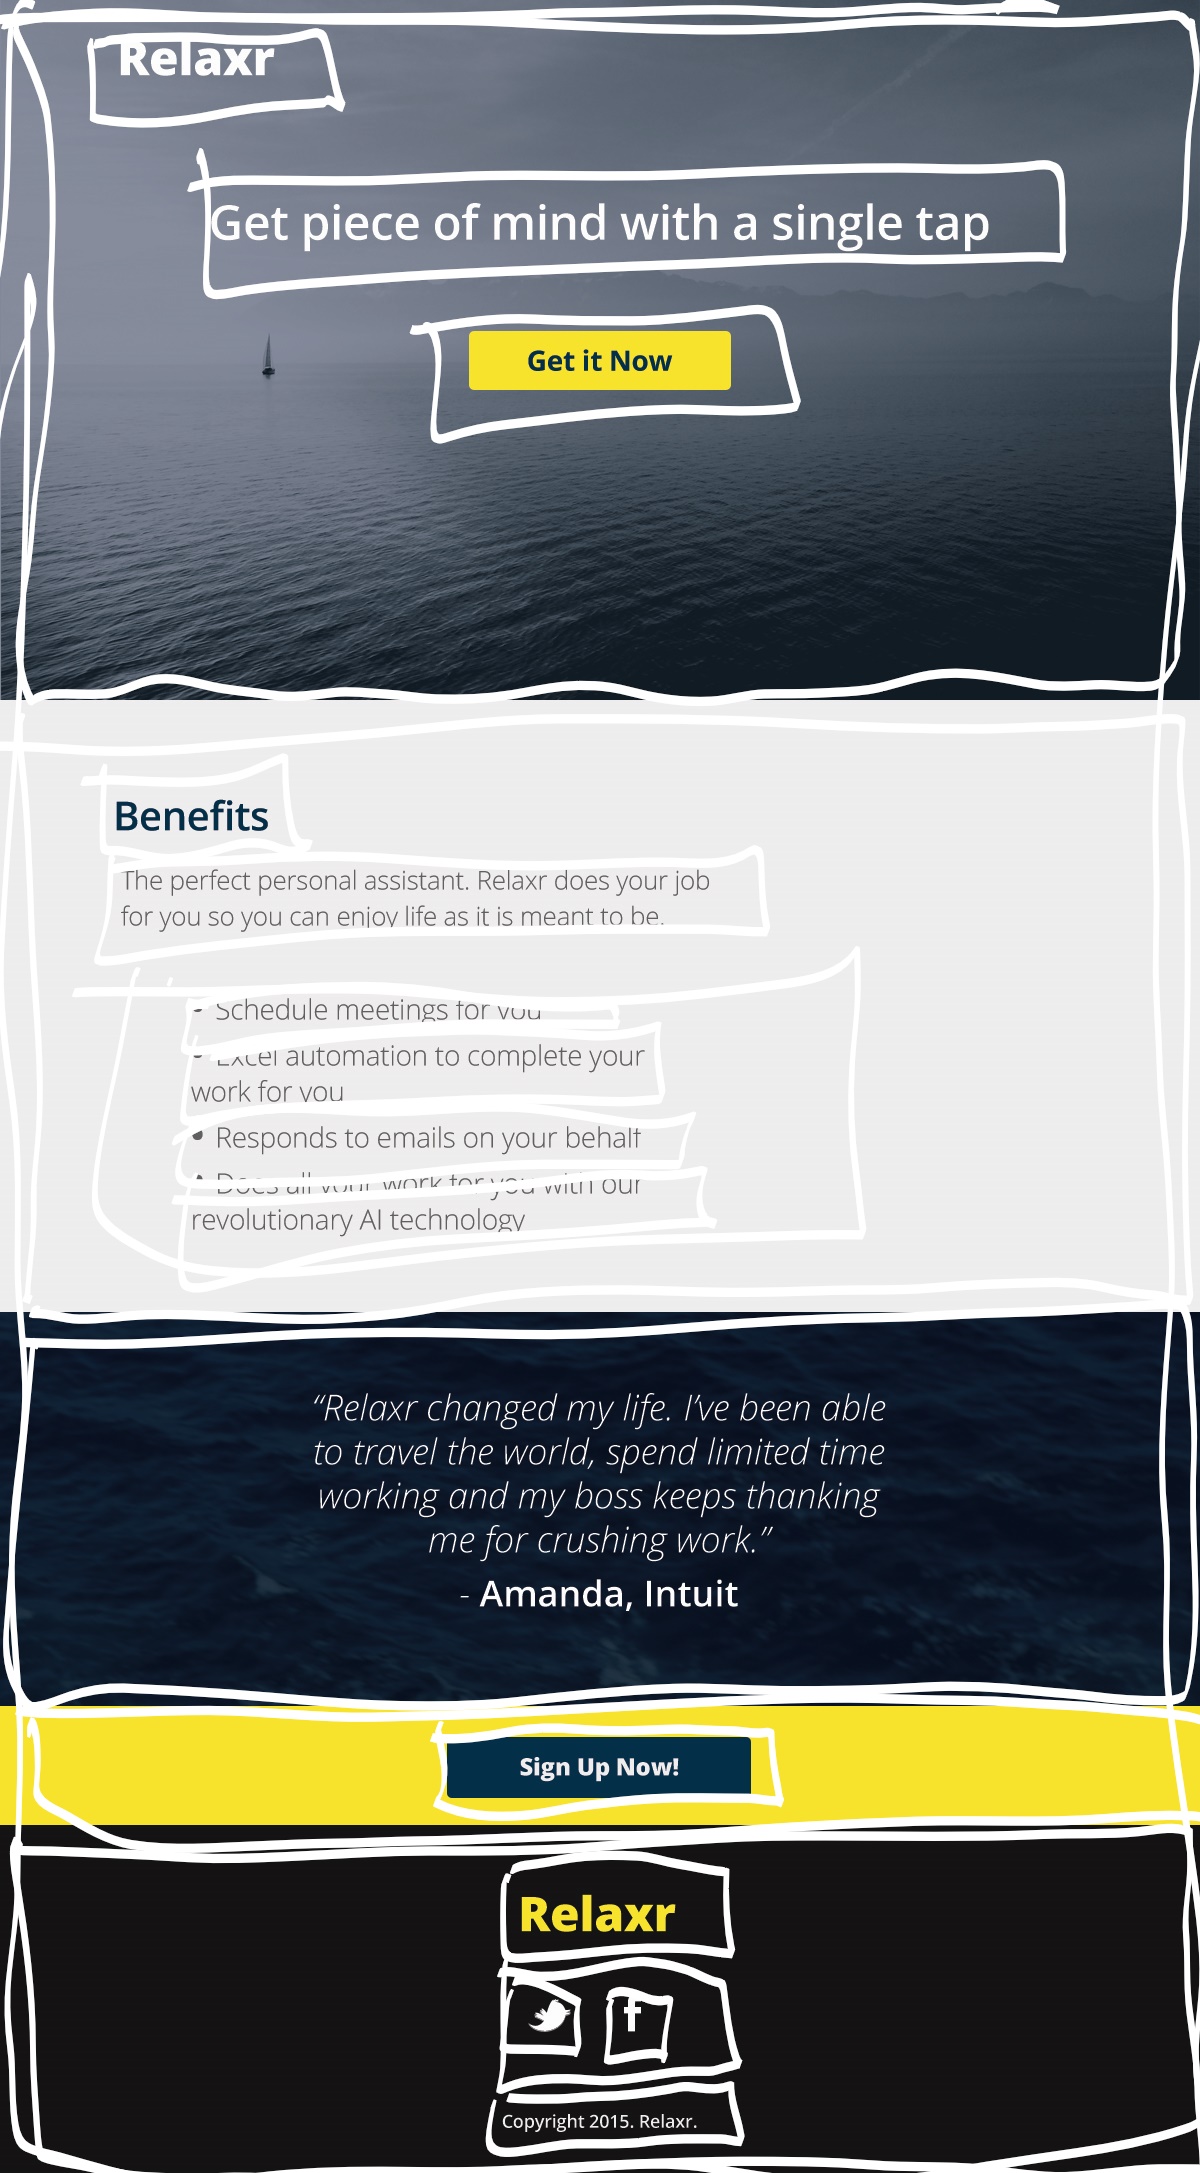 Relaxr
Get piece of mind with a single tap
Get it Now
Benefits
The perfect personal assistant. Relaxr does your job
for you so you can enjoy life as it is meant to be.
• Schedule meetings for you
• Excel automation to complete your
work for you
• Responds to emails on your behalf
• Does all your work for you with our
revolutionary AI technology
“Relaxr changed my life. I’ve been able
to travel the world, spend limited time
working and my boss keeps thanking
me for crushing work.”
- Amanda, Intuit
Sign Up Now!
Relaxr
Copyright 2015. Relaxr.